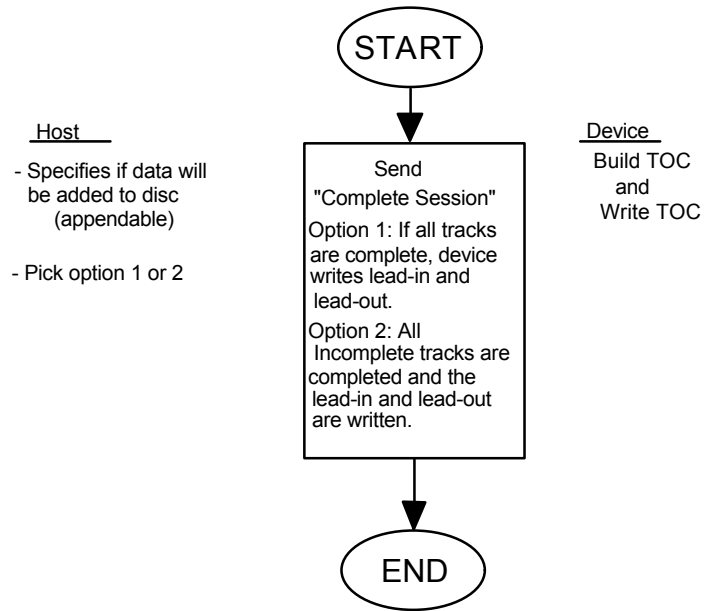 START
Host
- Specifies if data will
be added to disc
(appendable)
- Pick option 1 or 2
Send
"Complete Session"
Option 1: If all tracks
are complete, device
writes lead-in and
lead-out.
Option 2: All
Incomplete tracks are
completed and the
lead-in and lead-out
are written.
Device
Build TOC
and
Write TOC
END